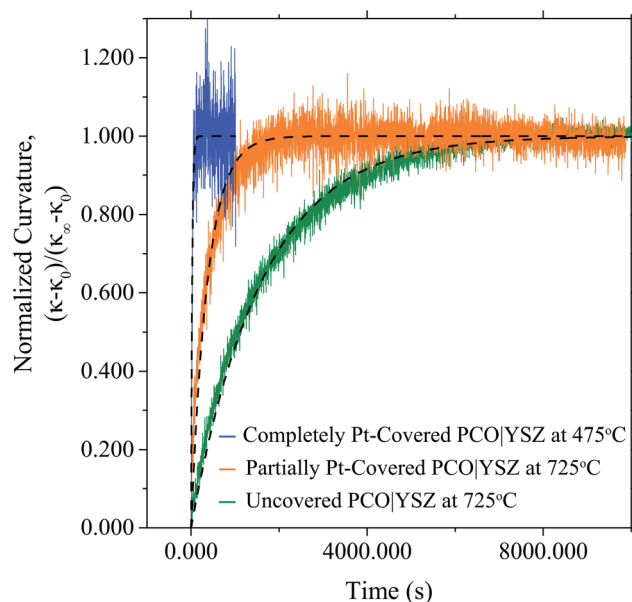 1.200
1.000
0.800
0.600
0.400
0.200
0.000
Normalized Curvature,
(κ-κ₀)/(κ∞-κ₀)
Completely Pt-Covered PCO|YSZ at 475°C
Partially Pt-Covered PCO|YSZ at 725°C
Uncovered PCO|YSZ at 725°C
0.000 4000.000 8000.000
Time (s)